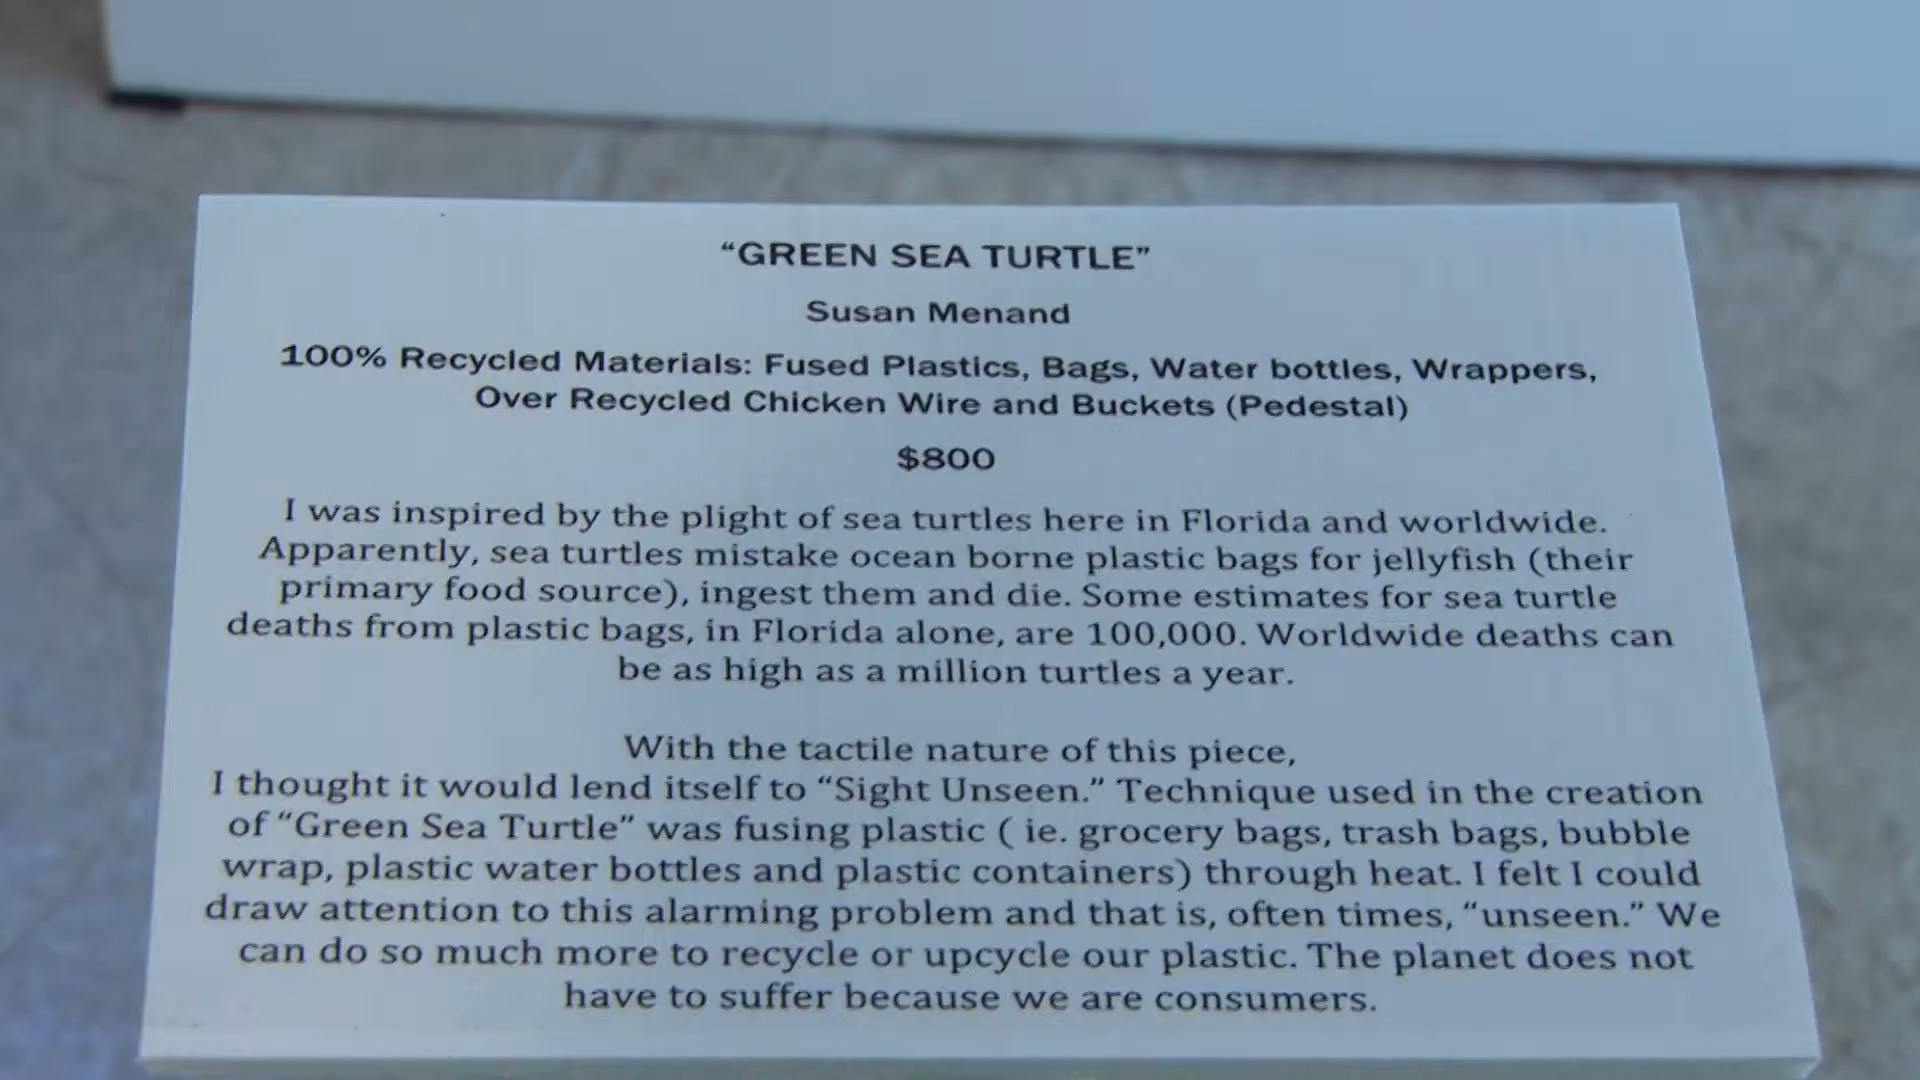 “GREEN SEA TURTLE”
Susan Menand
100% Recycled Materials: Fused Plastics, Bags, Water bottles, Wrappers,
Over Recycled Chicken Wire and Buckets (Pedestal)
$800
I was inspired by the plight of sea turtles here in Florida and worldwide.
Apparently, sea turtles mistake ocean borne plastic bags for jellyfish (their
primary food source), ingest them and die. Some estimates for sea turtle
deaths from plastic bags, in Florida alone, are 100,000. Worldwide deaths can
be as high as a million turtles a year.
With the tactile nature of this piece,
I thought it would lend itself to “Sight Unseen.” Technique used in the creation
of “Green Sea Turtle” was fusing plastic ( ie. grocery bags, trash bags, bubble
wrap, plastic water bottles and plastic containers) through heat. I felt I could
draw attention to this alarming problem and that is, often times, “unseen.” We
can do so much more to recycle or upcycle our plastic. The planet does not
have to suffer because we are consumers.